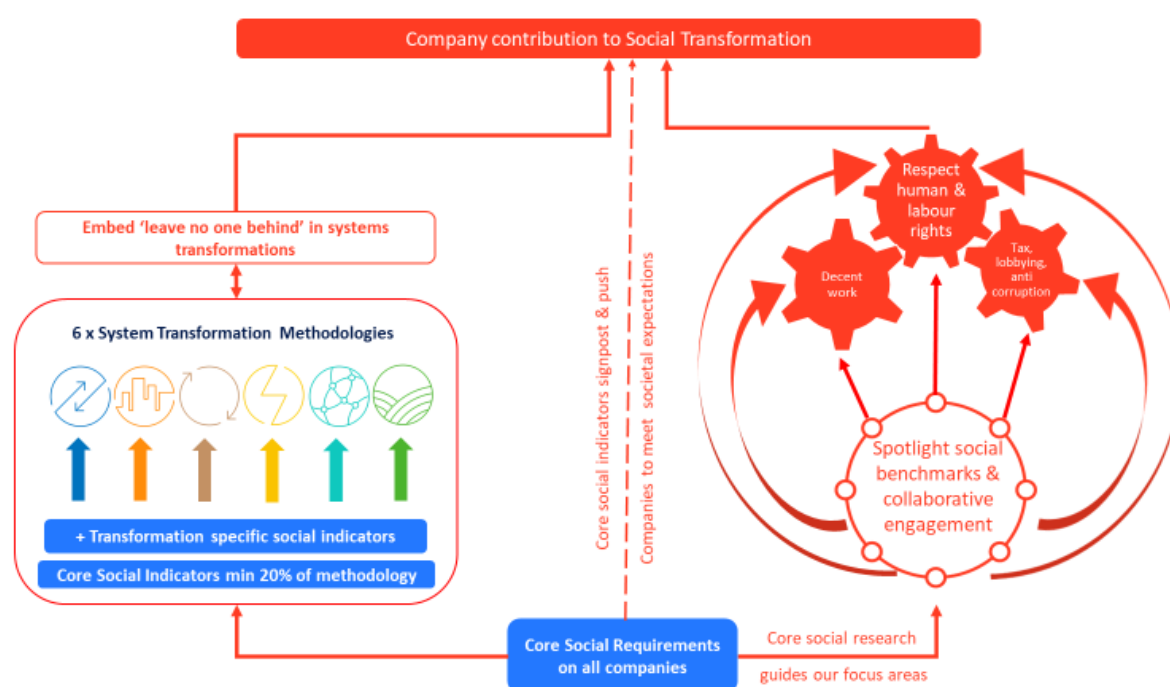 Company contribution to Social Transformation
Embed ‘leave no one behind’ in systems
transformations
6 x System Transformation Methodologies
+ Transformation specific social indicators
Core Social Indicators min 20% of methodology
Core social indicators signpost & push
Companies to meet societal expectations
Respect
human &
labour
rights
Decent
work
Tax,
lobbying,
anti
corruption
Spotlight social
benchmarks &
collaborative
engagement
Core Social Requirements
on all companies
Core social research
guides our focus areas